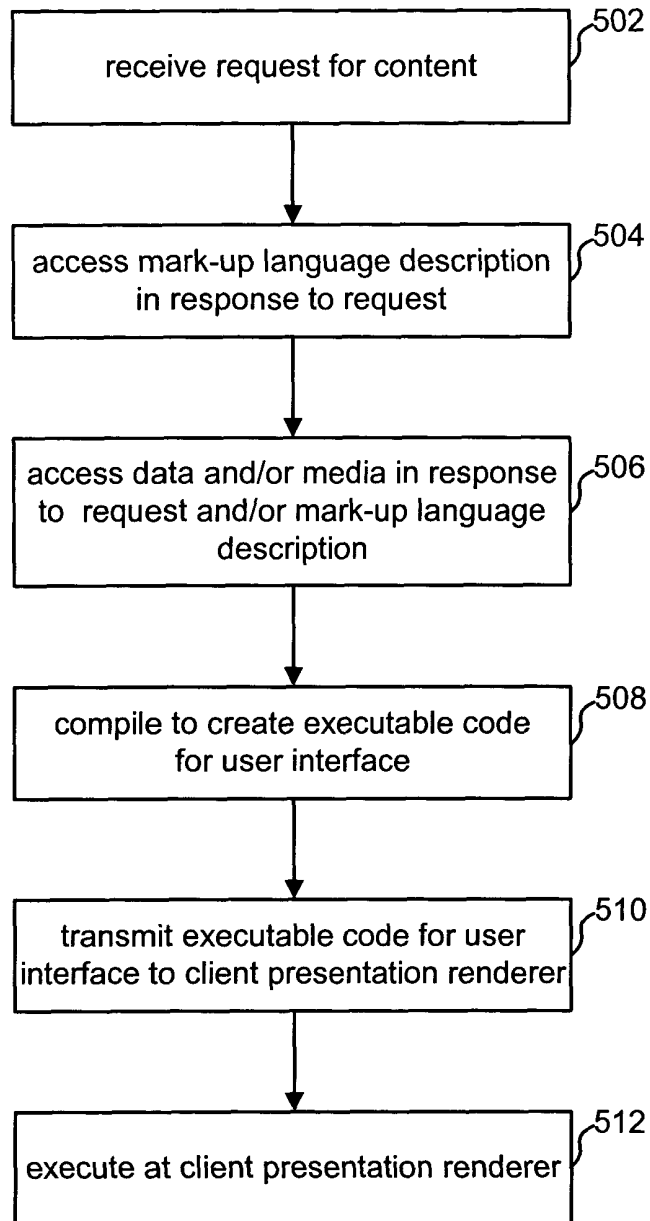 502
receive request for content
504
access mark-up language description
in response to request
506
access data and/or media in response
to request and/or mark-up language
description
508
compile to create executable code
for user interface
510
transmit executable code for user
interface to client presentation renderer
512
execute at client presentation renderer